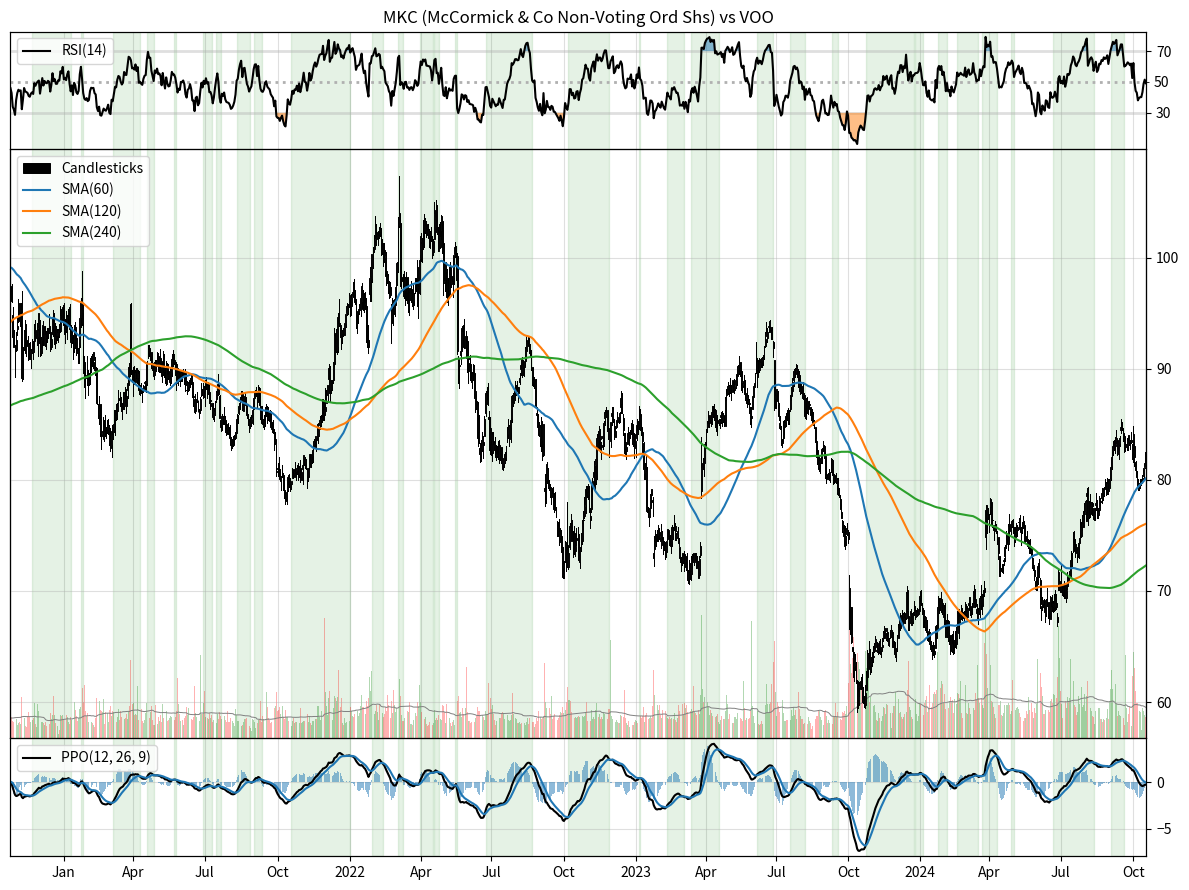 MKC (McCormick & Co Non-Voting Ord Shs) vs VOO
RSI(14)
70
50
30
Candlesticks
SMA(60)
SMA(120)
SMA(240)
100
90
80
70
60
PPO(12, 26, 9)
0
−5
Jan Apr Jul Oct 2022 Apr Jul Oct 2023 Apr Jul Oct 2024 Apr Jul Oct